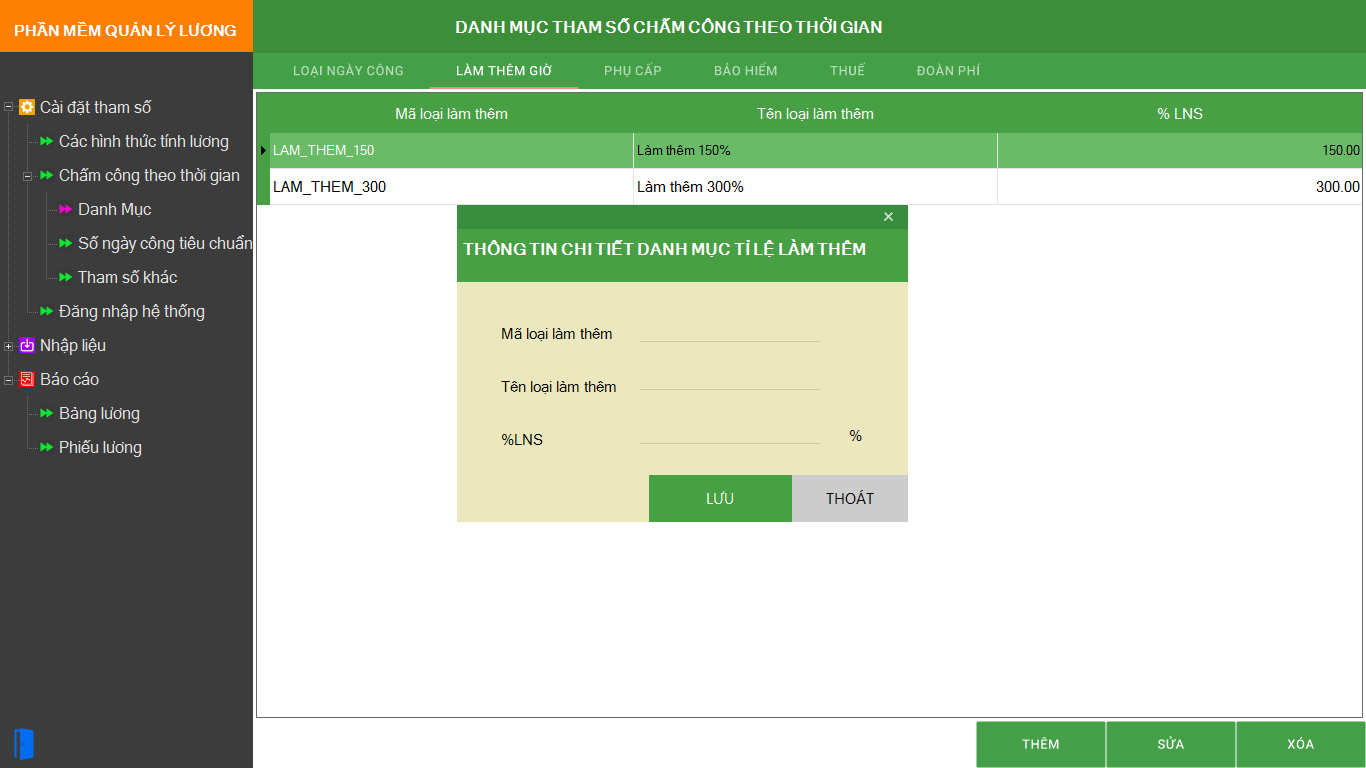 PHẦN MỀM QUẢN LÝ LƯƠNG
DANH MỤC THAM SỐ CHẤM CÔNG THEO THỜI GIAN
LOẠI NGÀY CÔNG LÀM THÊM GIỜ PHỤ CẤP BẢO HIỂM THUẾ ĐOÀN PHÍ
Cài đặt tham số
Các hình thức tính lương
Chấm công theo thời gian
Danh Mục
Số ngày công tiêu chuẩn
Tham số khác
Đăng nhập hệ thống
Nhập liệu
Báo cáo
Bảng lương
Phiếu lương
Mã loại làm thêm Tên loại làm thêm % LNS
LAM_THEM_150 Làm thêm 150% 150.00
LAM_THEM_300 Làm thêm 300% 300.00
THÔNG TIN CHI TIẾT DANH MỤC TỈ LỆ LÀM THÊM
Mã loại làm thêm
Tên loại làm thêm
%LNS %
LƯU THOÁT
THÊM SỬA XÓA